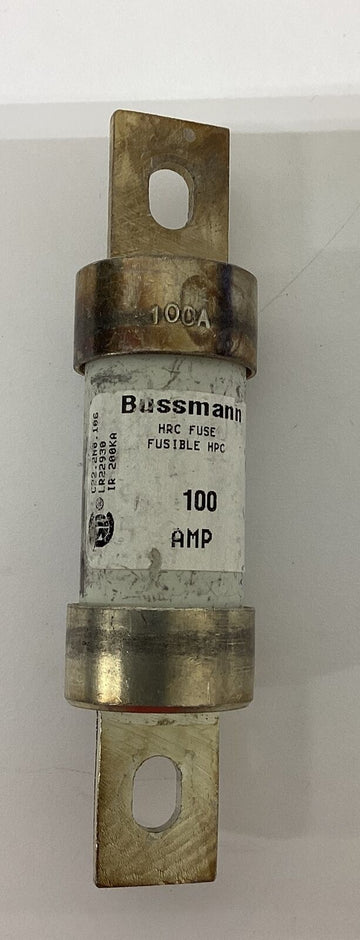 100A
Bussmann
HRC FUSE
FUSIBLE HPC
100
AMP
C22.2NO.106
LR22930
IR 200KA